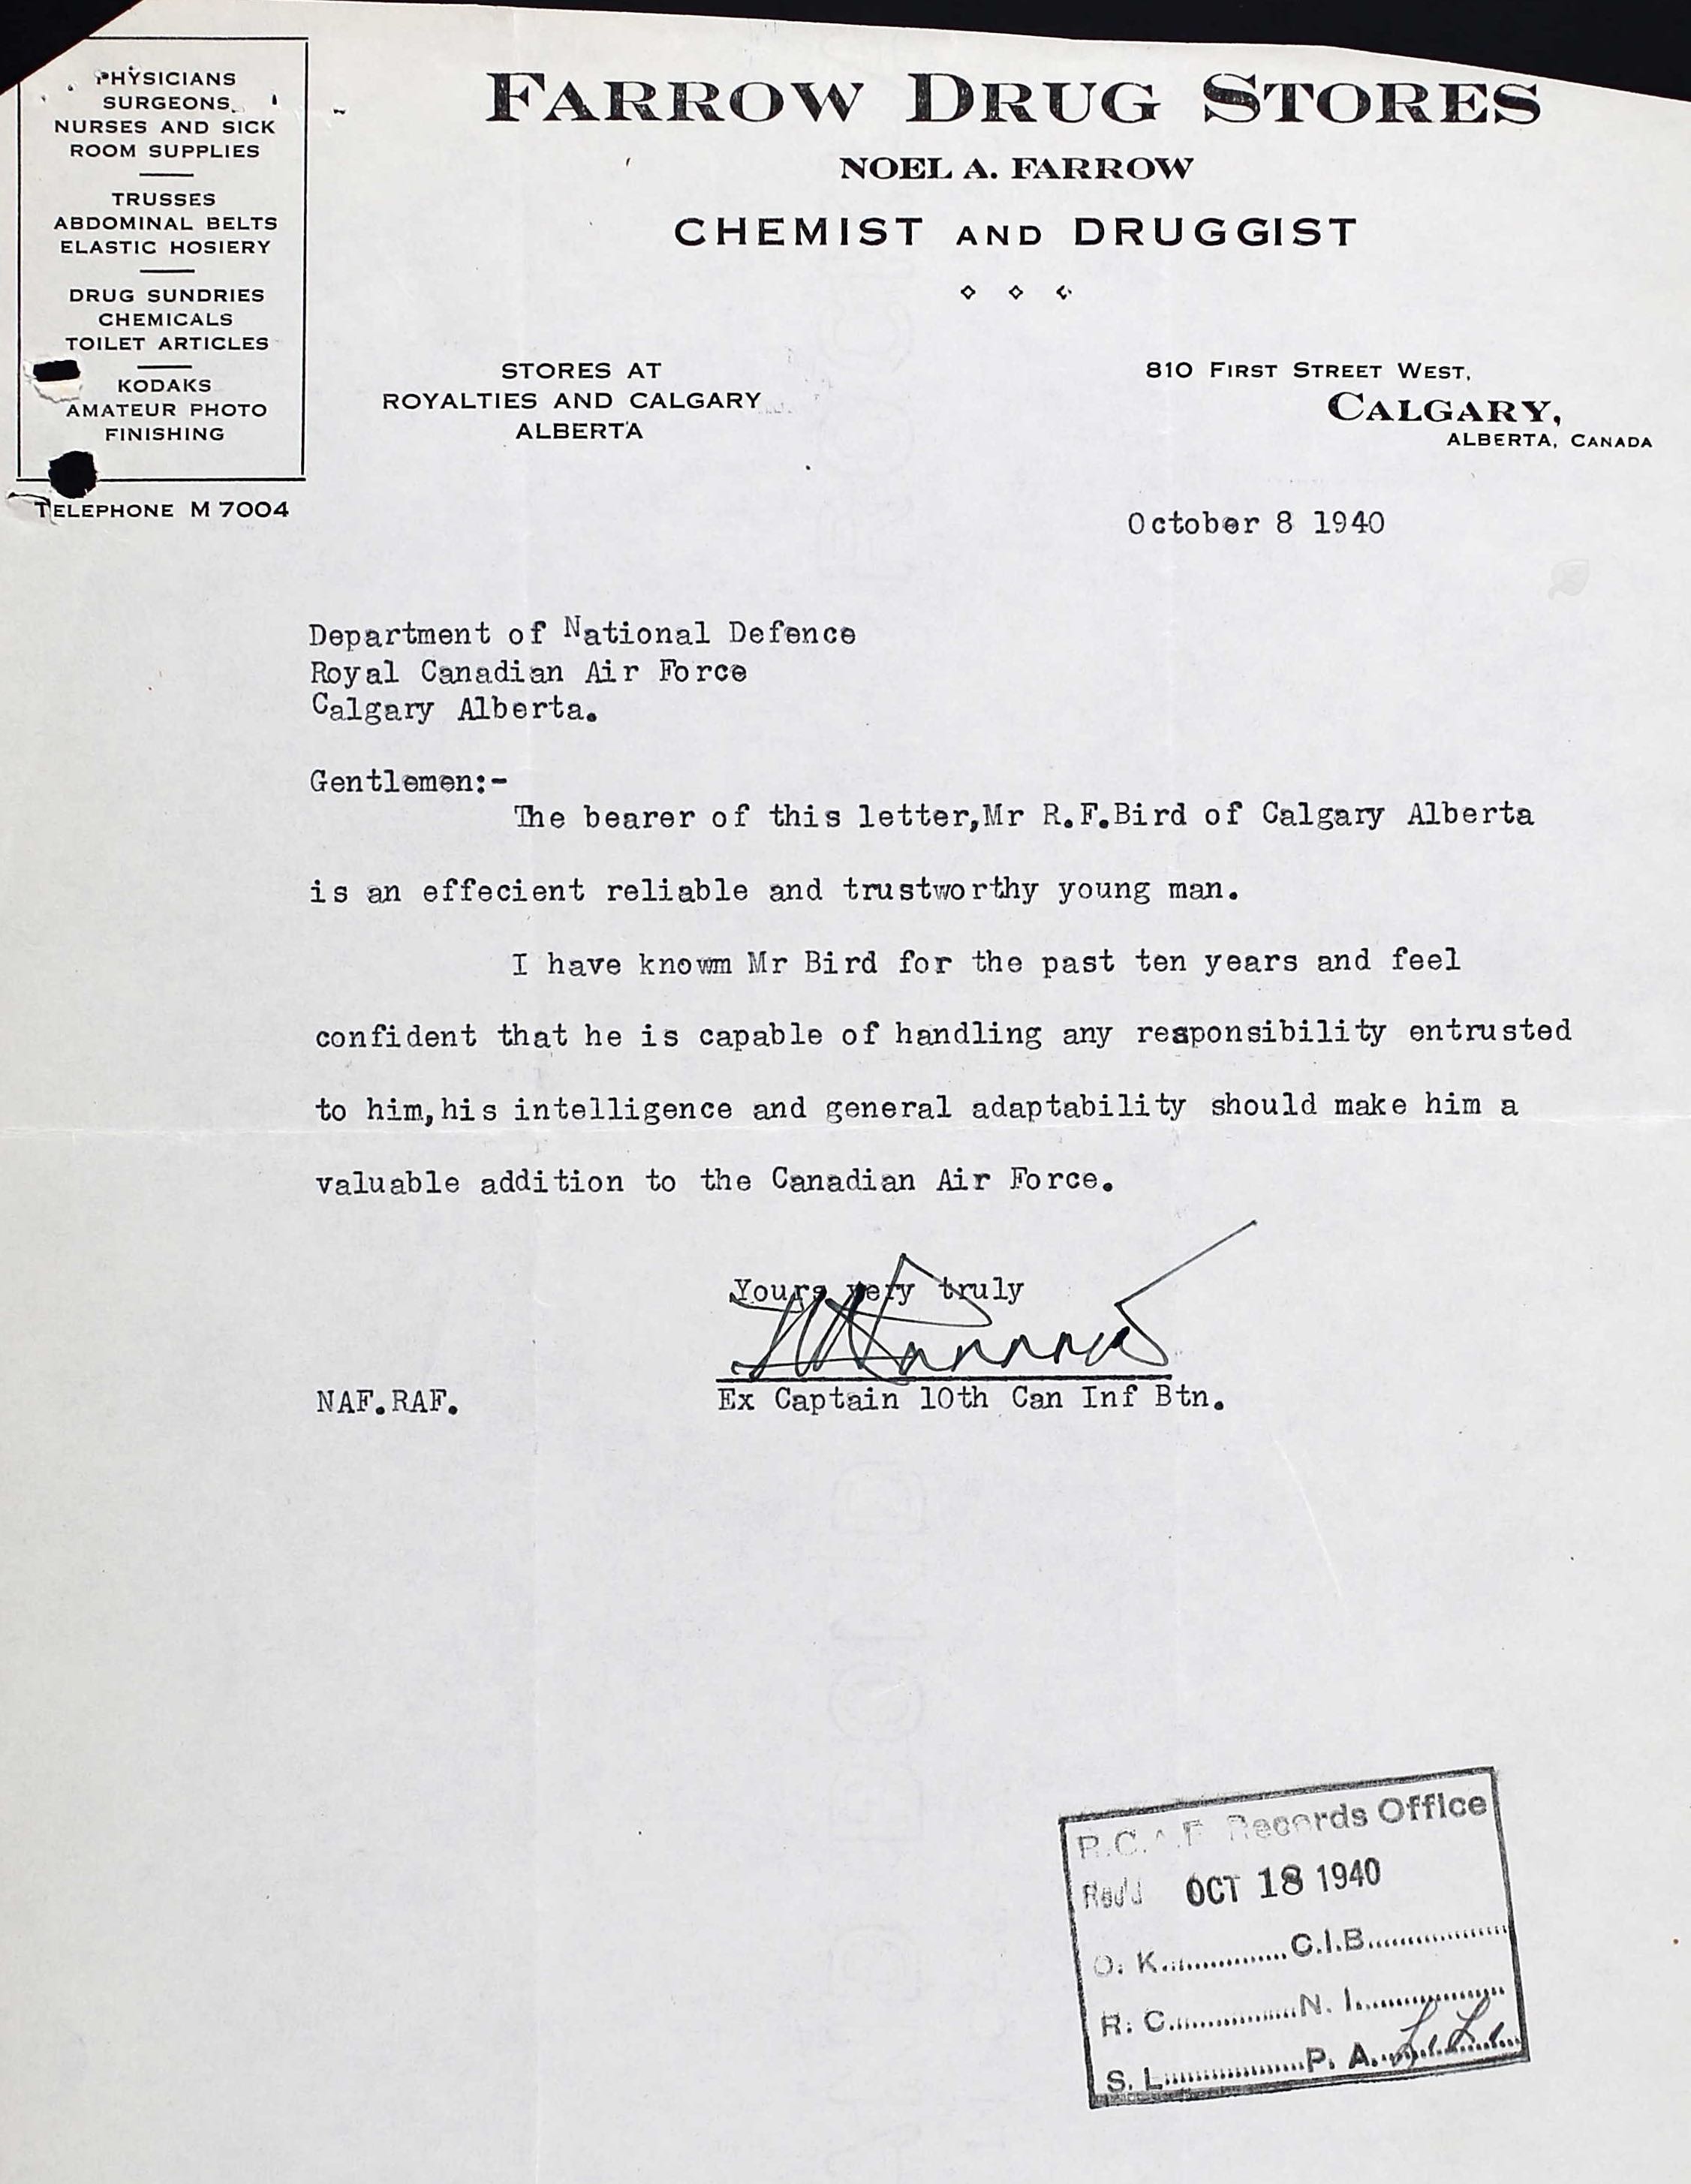 PHYSICIANS
SURGEONS.
NURSES AND SICK
ROOM SUPPLIES
TRUSSES
ABDOMINAL BELTS
ELASTIC HOSIERY
DRUG SUNDRIES
CHEMICALS
TOILET ARTICLES
KODAKS
AMATEUR PHOTO
FINISHING
TELEPHONE M 7004
FARROW DRUG STORES
NOEL A. FARROW
CHEMIST AND DRUGGIST
STORES AT
ROYALTIES AND CALGARY
ALBERTA
810 FIRST STREET WEST,
CALGARY,
ALBERTA, CANADA
October 8 1940
Department of National Defence
Royal Canadian Air Force
Calgary Alberta.
Gentlemen:-
The bearer of this letter,Mr R.F.Bird of Calgary Alberta
is an effecient reliable and trustworthy young man.
I have known Mr Bird for the past ten years and feel
confident that he is capable of handling any responsibility entrusted
to him,his intelligence and general adaptability should make him a
valuable addition to the Canadian Air Force.
Yours very truly
NAF.RAF.
Ex Captain 10th Can Inf Btn.
R.C.A.F. Records Office
Rec'd OCT 18 1940
O. K...............C.I.B..................
R. C................N. I..................
S. L.................P. A.